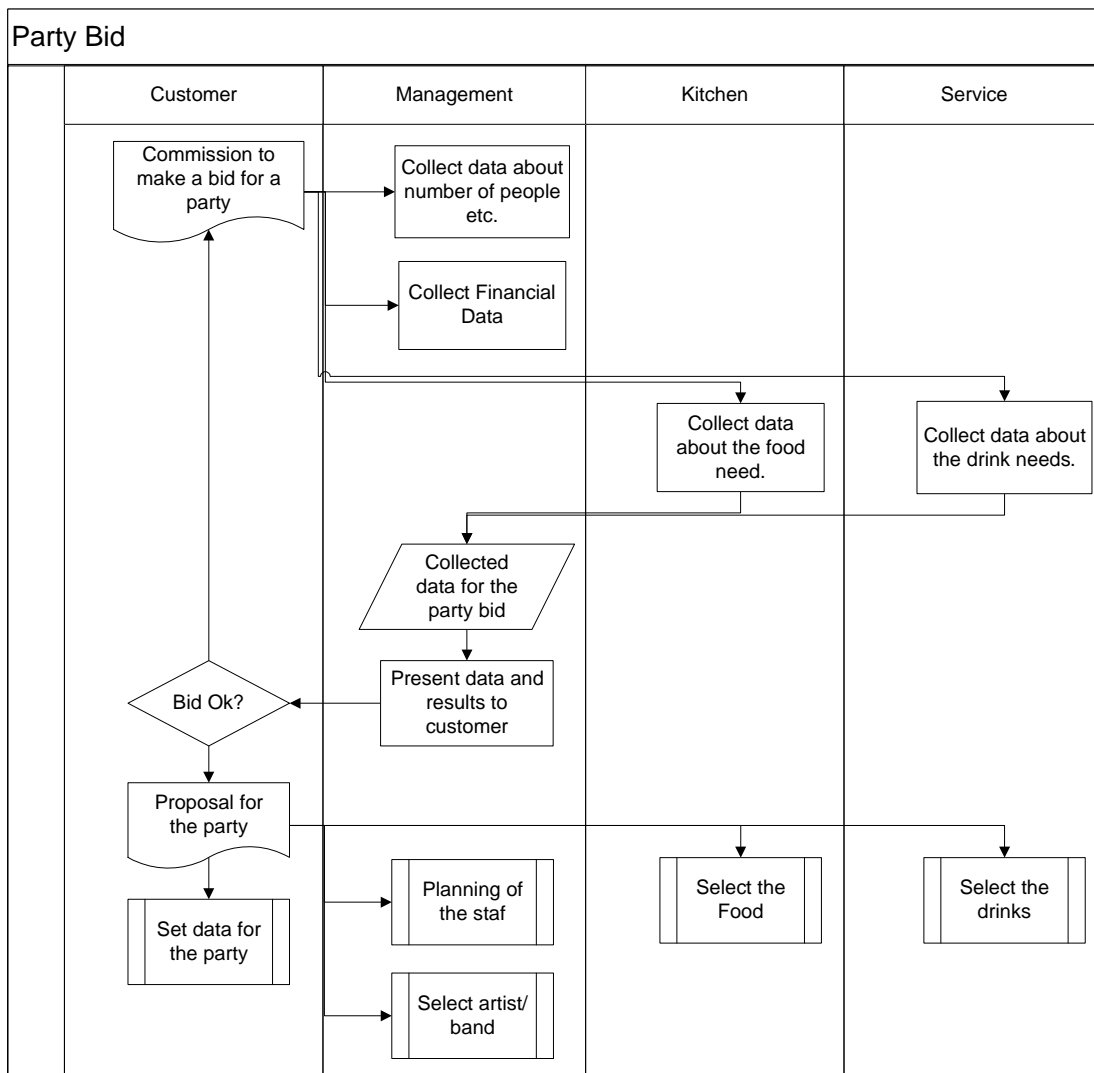 Party Bid
Customer
Management
Kitchen
Service
Commission to
make a bid for a
party
Collect data about
number of people
etc.
Collect Financial
Data
Collect data
about the food
need.
Collect data about
the drink needs.
Collected
data for the
party bid
Present data and
results to
customer
Bid Ok?
Proposal for
the party
Planning of
the staf
Select the
Food
Select the
drinks
Set data for
the party
Select artist/
band